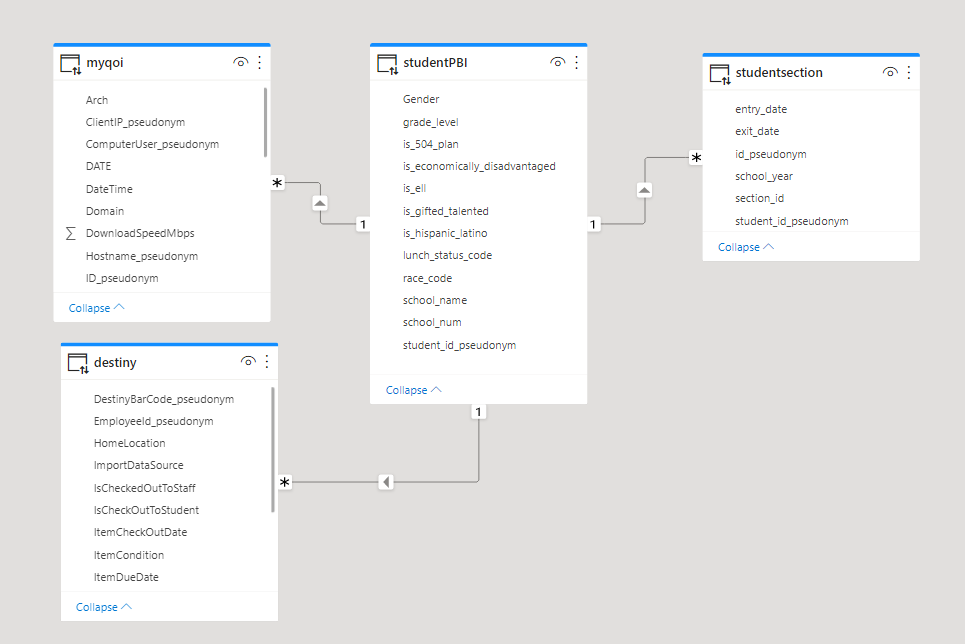 myqoi
Arch
ClientIP_pseudonym
ComputerUser_pseudonym
DATE
DateTime
Domain
∑ DownloadSpeedMbps
Hostname_pseudonym
ID_pseudonym
Collapse
*
1
studentPBI
Gender
grade_level
is_504_plan
is_economically_disadvantaged
is_ell
is_gifted_talented
is_hispanic_latino
lunch_status_code
race_code
school_name
school_num
student_id_pseudonym
Collapse
1
*
1
studentsection
entry_date
exit_date
id_pseudonym
school_year
section_id
student_id_pseudonym
Collapse
destiny
DestinyBarCode_pseudonym
EmployeeId_pseudonym
HomeLocation
ImportDataSource
IsCheckedOutToStaff
IsCheckOutToStudent
ItemCheckOutDate
ItemCondition
ItemDueDate
Collapse
*